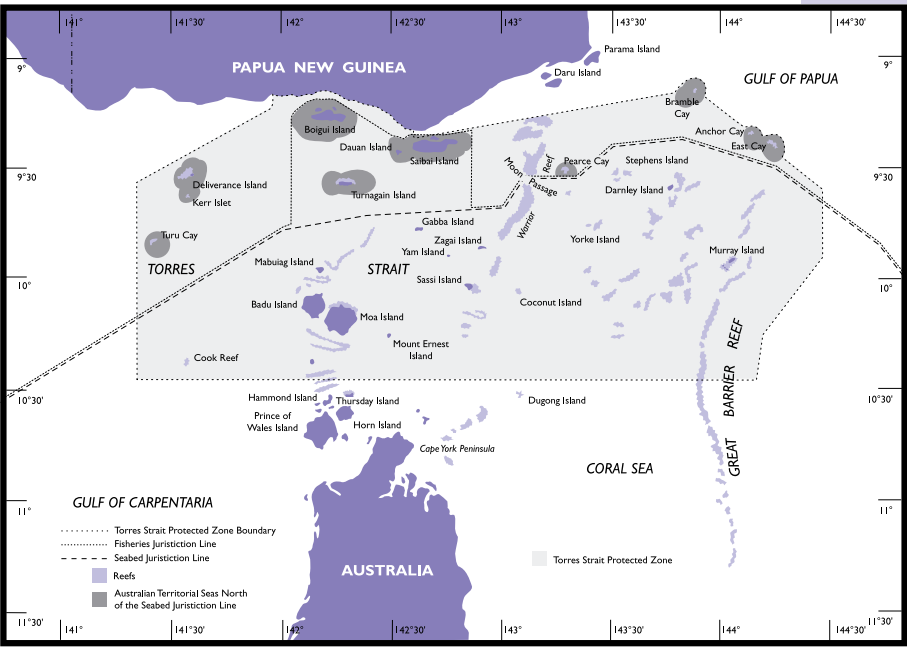 141°
141°30'
142°
142°30'
143°
143°30'
144°
144°30'
9°
9°
PAPUA NEW GUINEA
Parama Island
Daru Island
GULF OF PAPUA
Bramble
Cay
Boigui Island
Anchor Cay
East Cay
Dauan Island
Saibai Island
Moon
Passage
Reef
Warrior
Pearce Cay
Stephens Island
9°30'
9°30'
Deliverance Island
Kerr Islet
Turnagain Island
Darnley Island
Gabba Island
Turu Cay
Zagai Island
Yam Island
Yorke Island
Murray Island
Mabuiag Island
TORRES
STRAIT
Sassi Island
10°
10°
Badu Island
Moa Island
Coconut Island
Mount Ernest
Island
Cook Reef
GREAT BARRIER REEF
Hammond Island
Thursday Island
Dugong Island
10°30'
10°30'
Prince of
Wales Island
Horn Island
Cape York Peninsula
CORAL SEA
GULF OF CARPENTARIA
11°
11°
Torres Strait Protected Zone Boundary
Fisheries Juristiction Line
Seabed Juristiction Line
Reefs
Australian Territorial Seas North
of the Seabed Juristiction Line
AUSTRALIA
Torres Strait Protected Zone
11°30'
11°30'
141°
141°30'
142°
142°30'
143°
143°30'
144°
144°30'